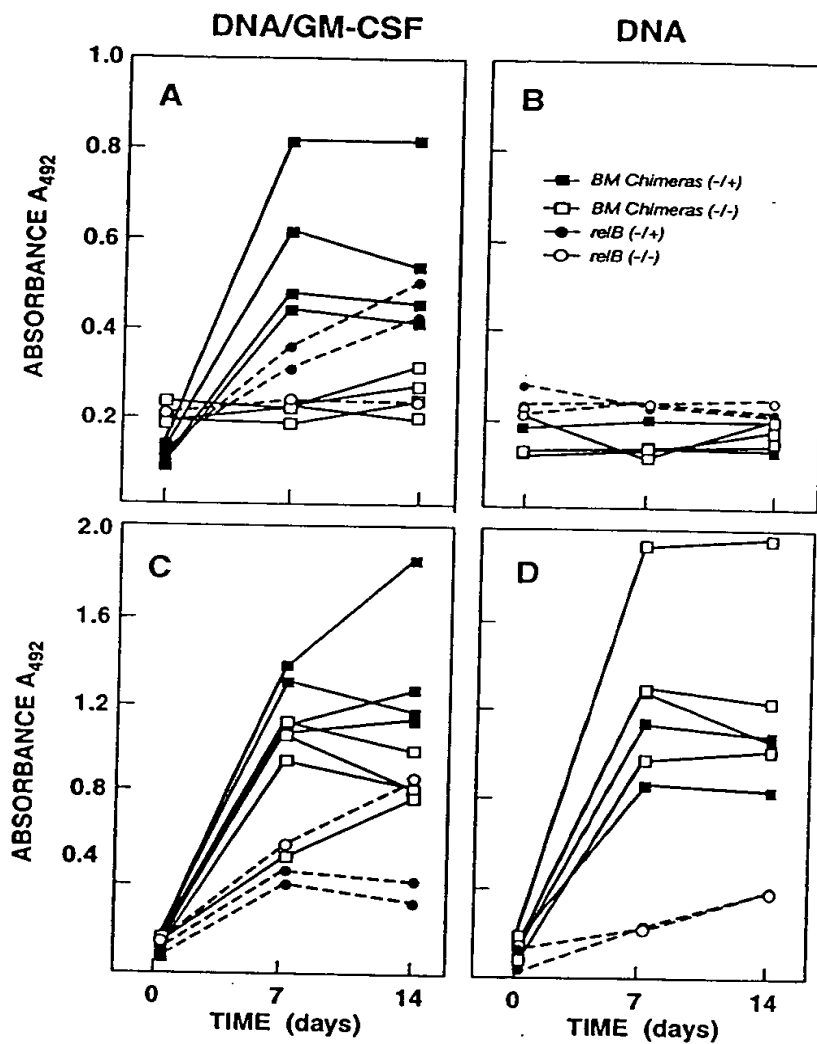 DNA/GM-CSF
DNA
1.0
0.8
0.6
0.4
0.2
ABSORBANCE A492
A
B
BM Chimeras (-/+)
BM Chimeras (-/-)
relB (-/+)
relB (-/-)
2.0
1.6
1.2
0.8
0.4
ABSORBANCE A492
C
D
0
7
14
TIME (days)
0
7
14
TIME (days)